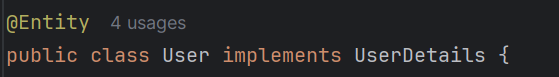 @Entity 4 usages
public class User implements UserDetails {